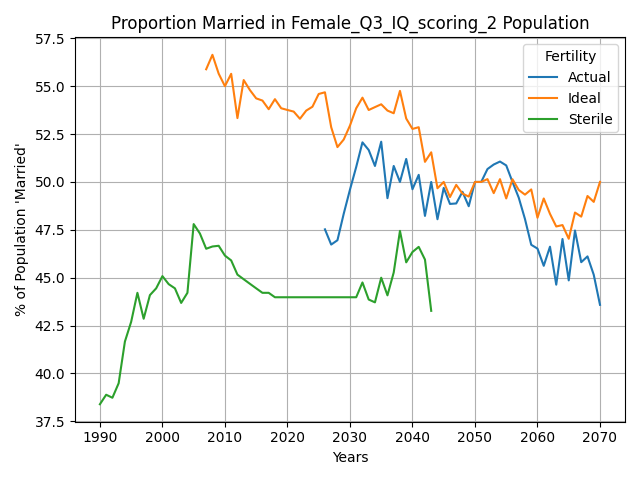 Proportion Married in Female_Q3_IQ_scoring_2 Population
% of Population 'Married'
57.5
55.0
52.5
50.0
47.5
45.0
42.5
40.0
37.5
Fertility
Actual
Ideal
Sterile
1990 2000 2010 2020 2030 2040 2050 2060 2070
Years